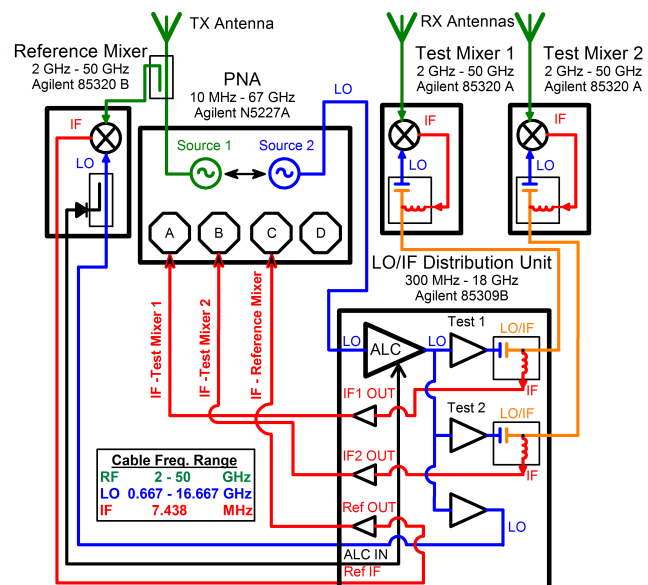 TX Antenna
RX Antennas
Reference Mixer
2 GHz - 50 GHz
Agilent 85320 B
PNA
10 MHz - 67 GHz
Agilent N5227A
LO
Test Mixer 1
2 GHz - 50 GHz
Agilent 85320 A
Test Mixer 2
2 GHz - 50 GHz
Agilent 85320 A
IF
LO
Source 1
Source 2
IF
LO
IF
LO
A
B
C
D
LO/IF Distribution Unit
300 MHz - 18 GHz
Agilent 85309B
IF -Test Mixer 1
IF -Test Mixer 2
IF - Reference Mixer
LO
ALC
LO
Test 1
LO/IF
IF
IF1 OUT
Test 2
LO/IF
IF
IF2 OUT
Ref OUT
LO
ALC IN
Ref IF
Cable Freq. Range
RF 2 - 50 GHz
LO 0.667 - 16.667 GHz
IF 7.438 MHz